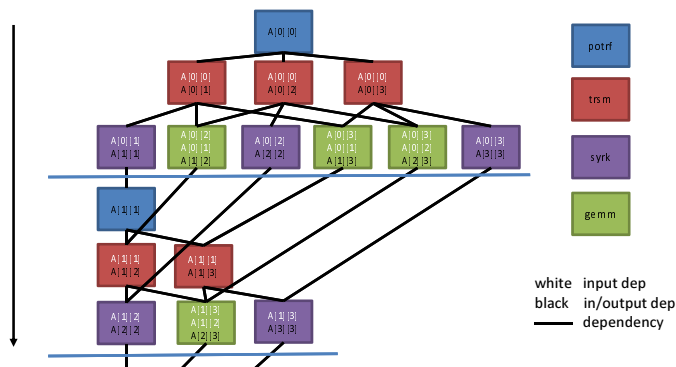 A[0][0]
potrf
A[0][0]
A[0][1]
A[0][0]
A[0][2]
A[0][0]
A[0][3]
trsm
A[0][1]
A[1][1]
A[0][2]
A[0][1]
A[1][2]
A[0][2]
A[2][2]
A[0][3]
A[0][1]
A[1][3]
A[0][3]
A[0][2]
A[2][3]
A[0][3]
A[3][3]
syrk
A[1][1]
gemm
A[1][1]
A[1][2]
A[1][1]
A[1][3]
A[1][2]
A[2][2]
A[1][3]
A[1][2]
A[2][3]
A[1][3]
A[3][3]
white input dep
black in/output dep
dependency